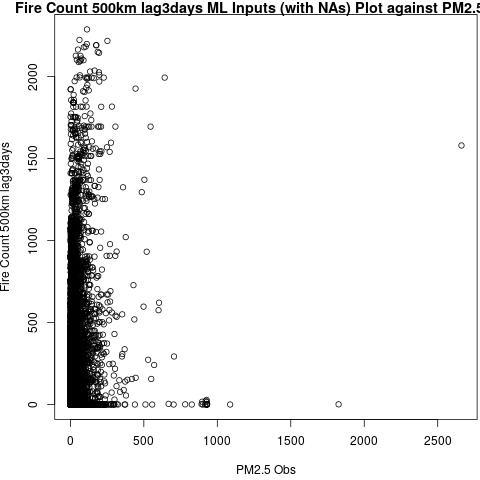 Fire Count 500km lag3days ML Inputs (with NAs) Plot against PM2.5
Fire Count 500km lag3days
2000
1500
1000
500
0
0 500 1000 1500 2000 2500
PM2.5 Obs